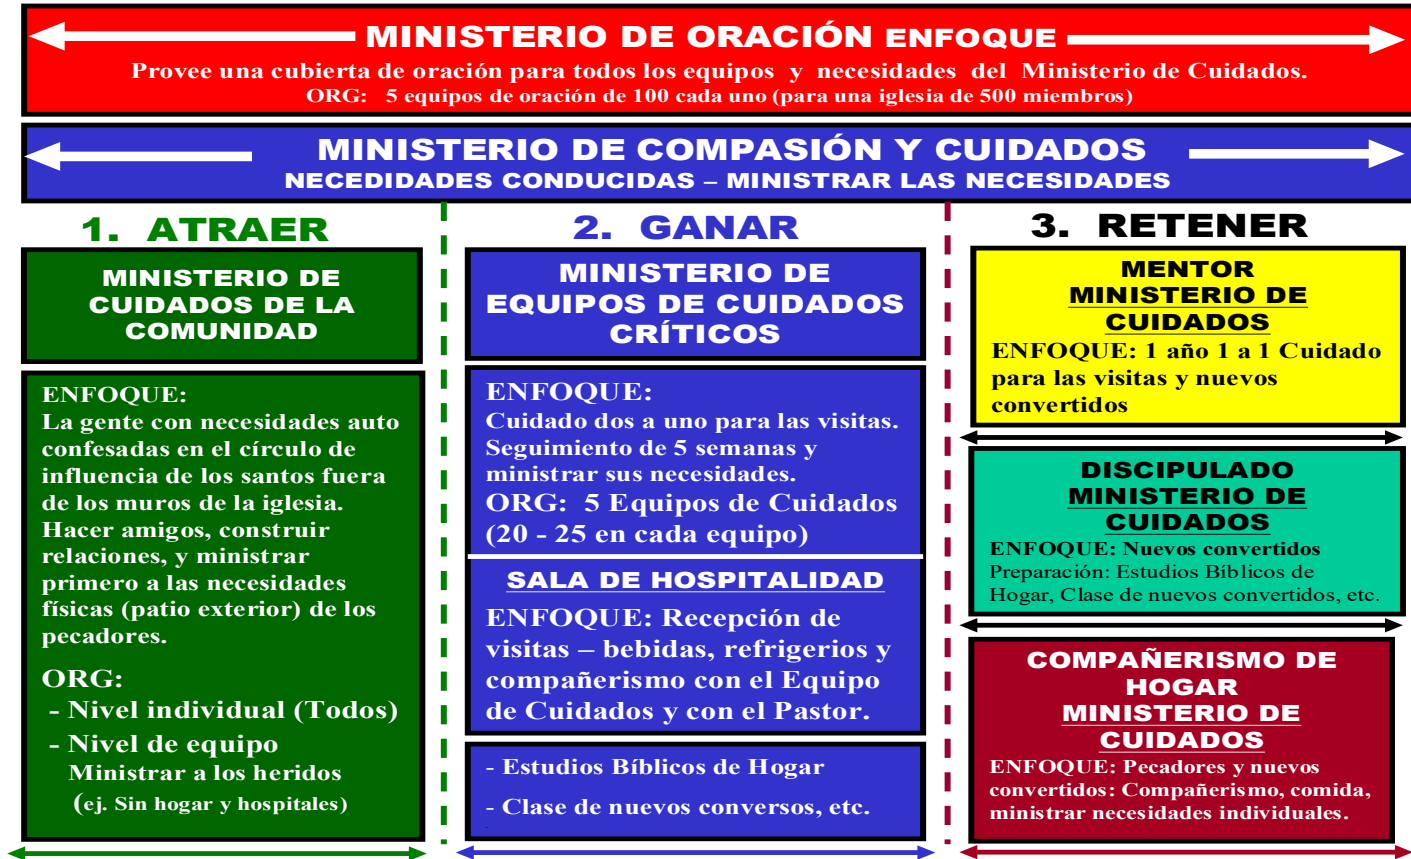 MINISTERIO DE ORACIÓN ENFOQUE
Provee una cubierta de oración para todos los equipos y necesidades del Ministerio de Cuidados.
ORG: 5 equipos de oración de 100 cada uno (para una iglesia de 500 miembros)
MINISTERIO DE COMPASIÓN Y CUIDADOS
NECEDIDADES CONDUCIDAS – MINISTRAR LAS NECESIDADES
1. ATRAER
MINISTERIO DE
CUIDADOS DE LA
COMUNIDAD
ENFOQUE:
La gente con necesidades auto
confesadas en el círculo de
influencia de los santos fuera
de los muros de la iglesia.
Hacer amigos, construir
relaciones, y ministrar
primero a las necesidades
físicas (patio exterior) de los
pecadores.
ORG:
- Nivel individual (Todos)
- Nivel de equipo
Ministrar a los heridos
(ej. Sin hogar y hospitales)
2. GANAR
MINISTERIO DE
EQUIPOS DE CUIDADOS
CRÍTICOS
ENFOQUE:
Cuidado dos a uno para las visitas.
Seguimiento de 5 semanas y
ministrar sus necesidades.
ORG: 5 Equipos de Cuidados
(20 - 25 en cada equipo)
SALA DE HOSPITALIDAD
ENFOQUE: Recepción de
visitas – bebidas, refrigerios y
compañerismo con el Equipo
de Cuidados y con el Pastor.
- Estudios Bíblicos de Hogar
- Clase de nuevos conversos, etc.
3. RETENER
MENTOR
MINISTERIO DE
CUIDADOS
ENFOQUE: 1 año 1 a 1 Cuidado
para las visitas y nuevos
convertidos
DISCIPULADO
MINISTERIO DE
CUIDADOS
ENFOQUE: Nuevos convertidos
Preparación: Estudios Bíblicos de
Hogar, Clase de nuevos convertidos, etc.
COMPAÑERISMO DE
HOGAR
MINISTERIO DE
CUIDADOS
ENFOQUE: Pecadores y nuevos
convertidos: Compañerismo, comida,
ministrar necesidades individuales.